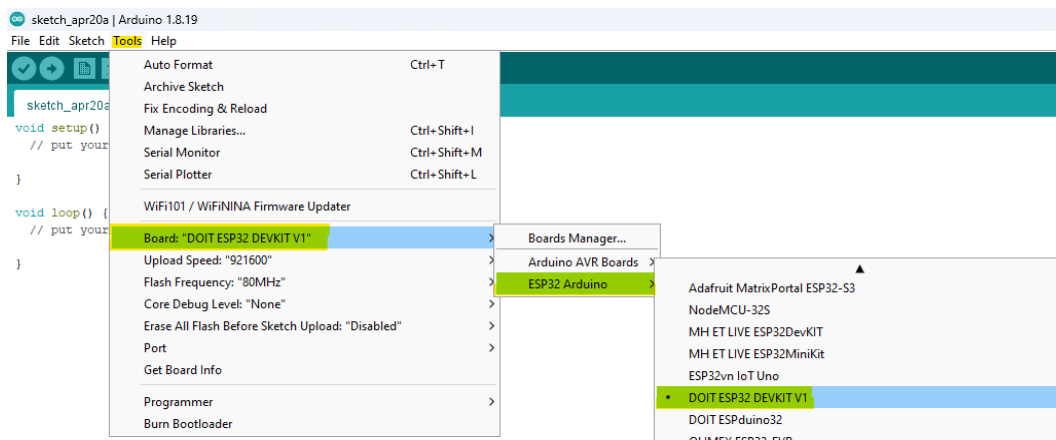 sketch_apr20a | Arduino 1.8.19
File Edit Sketch Tools Help
sketch_apr20a
void setup()
// put your
}
void loop() {
// put your
}
Auto Format Ctrl+T
Archive Sketch
Fix Encoding & Reload
Manage Libraries... Ctrl+Shift+I
Serial Monitor Ctrl+Shift+M
Serial Plotter Ctrl+Shift+L
WiFi101 / WiFiNINA Firmware Updater
Board: "DOIT ESP32 DEVKIT V1"
Upload Speed: "921600"
Flash Frequency: "80MHz"
Core Debug Level: "None"
Erase All Flash Before Sketch Upload: "Disabled"
Port
Get Board Info
Programmer
Burn Bootloader
Boards Manager...
Arduino AVR Boards
ESP32 Arduino
Adafruit MatrixPortal ESP32-S3
NodeMCU-32S
MH ET LIVE ESP32DevKIT
MH ET LIVE ESP32MiniKit
ESP32vn IoT Uno
DOIT ESP32 DEVKIT V1
DOIT ESPduino32
OLIMEX ESP32-EVB